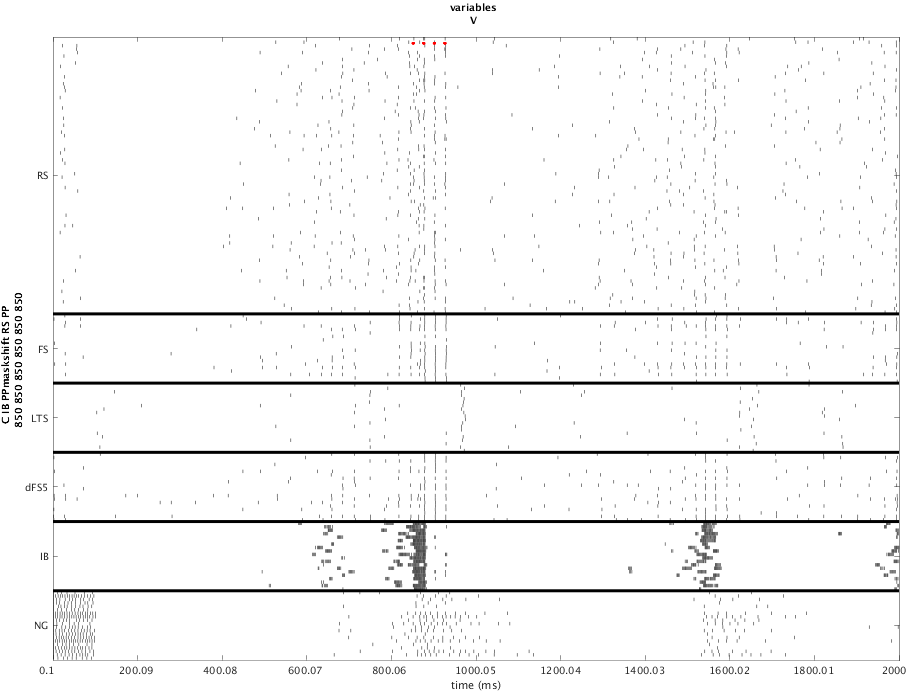 variables
V
C IB PPmaskshift RS PP
850 850 850 850 850 850
RS
FS
LTS
dFS5
IB
NG
0.1 200.09 400.08 600.07 800.06 1000.05 1200.04 1400.03 1600.02 1800.01 2000
time (ms)